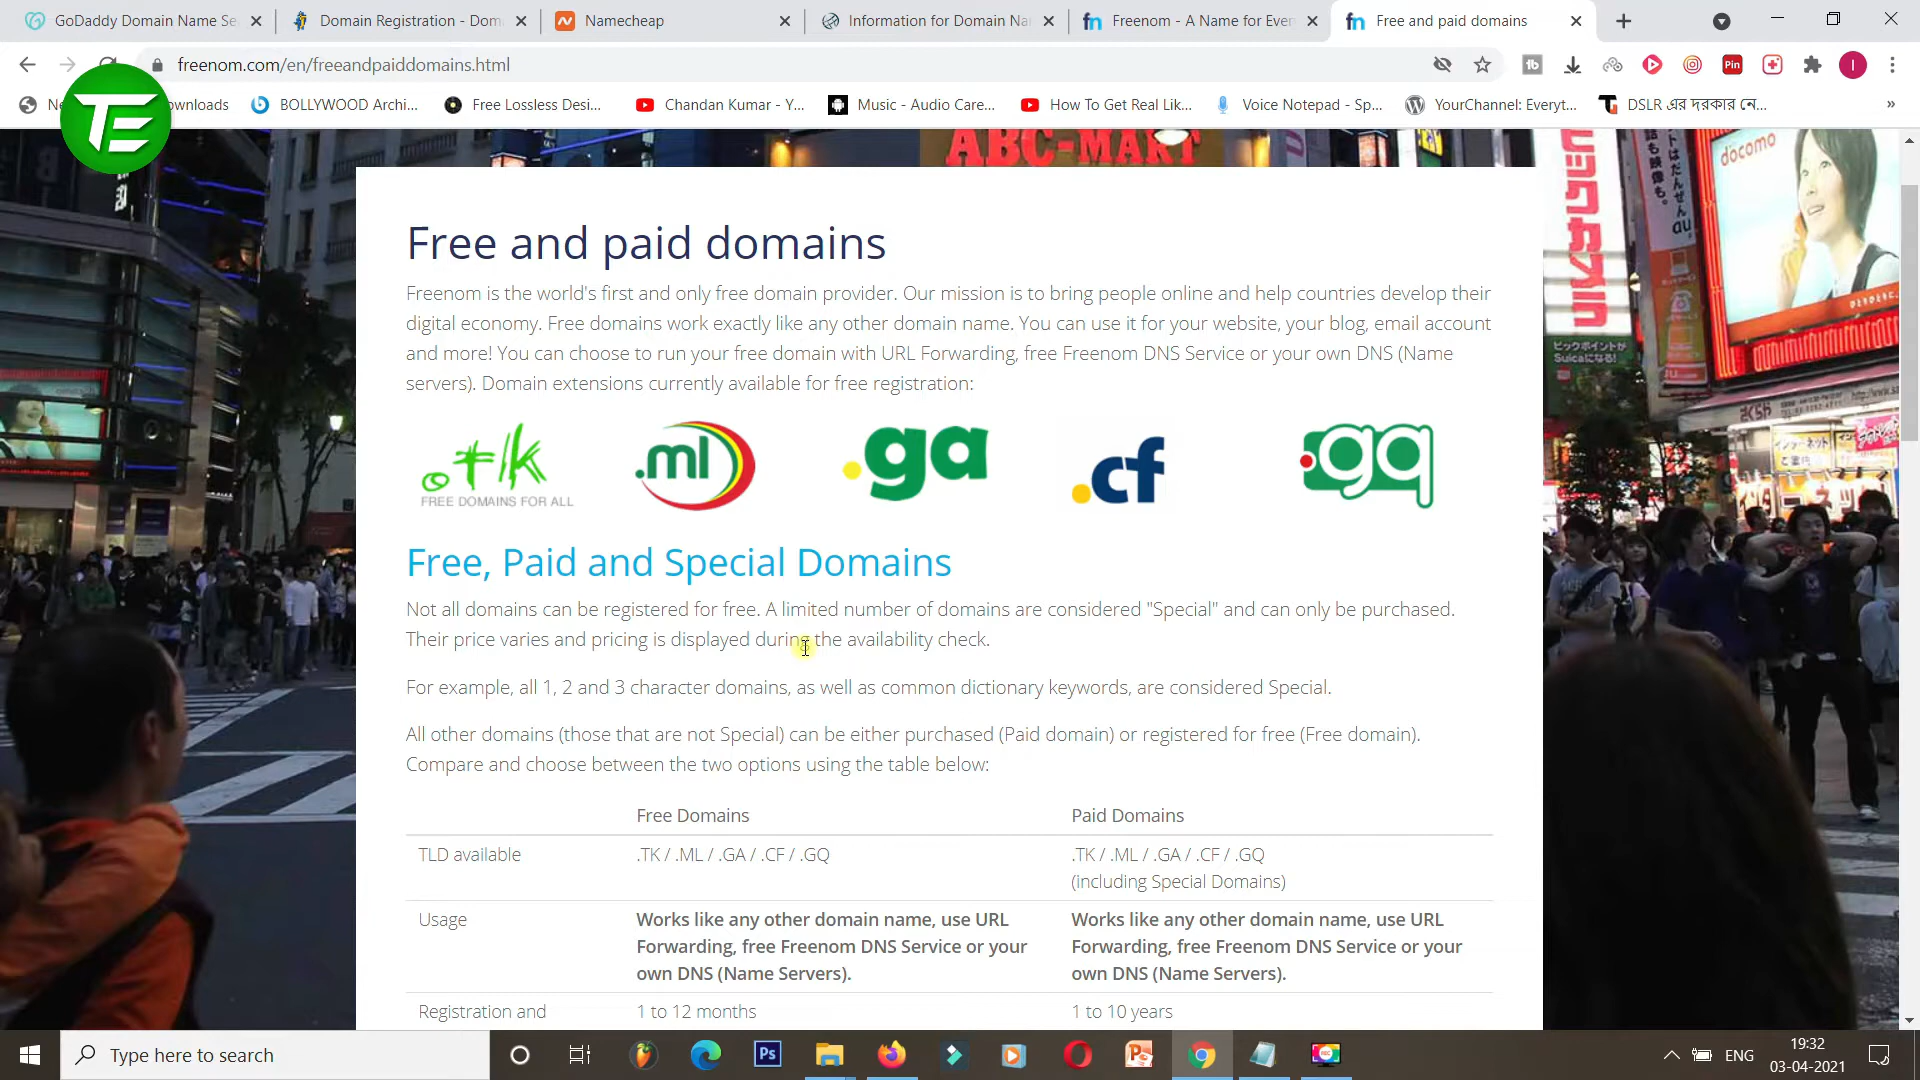 GoDaddy Domain Name Se
Domain Registration - Dom
Namecheap
Information for Domain Na
Freenom - A Name for Ever
Free and paid domains
freenom.com/en/freeandpaiddomains.html
TE
wnloads
BOLLYWOOD Archi...
Free Lossless Desi...
Chandan Kumar - Y...
Music - Audio Care...
How To Get Real Lik...
Voice Notepad - Sp...
YourChannel: Everyt...
DSLR এর দরকার নে...
ABC-MART
döcomo
Free and paid domains
Freenom is the world's first and only free domain provider. Our mission is to bring people online and help countries develop their
digital economy. Free domains work exactly like any other domain name. You can use it for your website, your blog, email account
and more! You can choose to run your free domain with URL Forwarding, free Freenom DNS Service or your own DNS (Name
servers). Domain extensions currently available for free registration:
.tk
FREE DOMAINS FOR ALL
.ml
.ga
.cf
.gq
Free, Paid and Special Domains
Not all domains can be registered for free. A limited number of domains are considered "Special" and can only be purchased.
Their price varies and pricing is displayed during the availability check.
For example, all 1, 2 and 3 character domains, as well as common dictionary keywords, are considered Special.
All other domains (those that are not Special) can be either purchased (Paid domain) or registered for free (Free domain).
Compare and choose between the two options using the table below:
Free Domains
Paid Domains
TLD available
.TK / .ML / .GA / .CF / .GQ
.TK / .ML / .GA / .CF / .GQ
(including Special Domains)
Usage
Works like any other domain name, use URL
Forwarding, free Freenom DNS Service or your
own DNS (Name Servers).
Works like any other domain name, use URL
Forwarding, free Freenom DNS Service or your
own DNS (Name Servers).
Registration and
1 to 12 months
1 to 10 years
ビックカメラ
Type here to search
ENG
19:32
03-04-2021